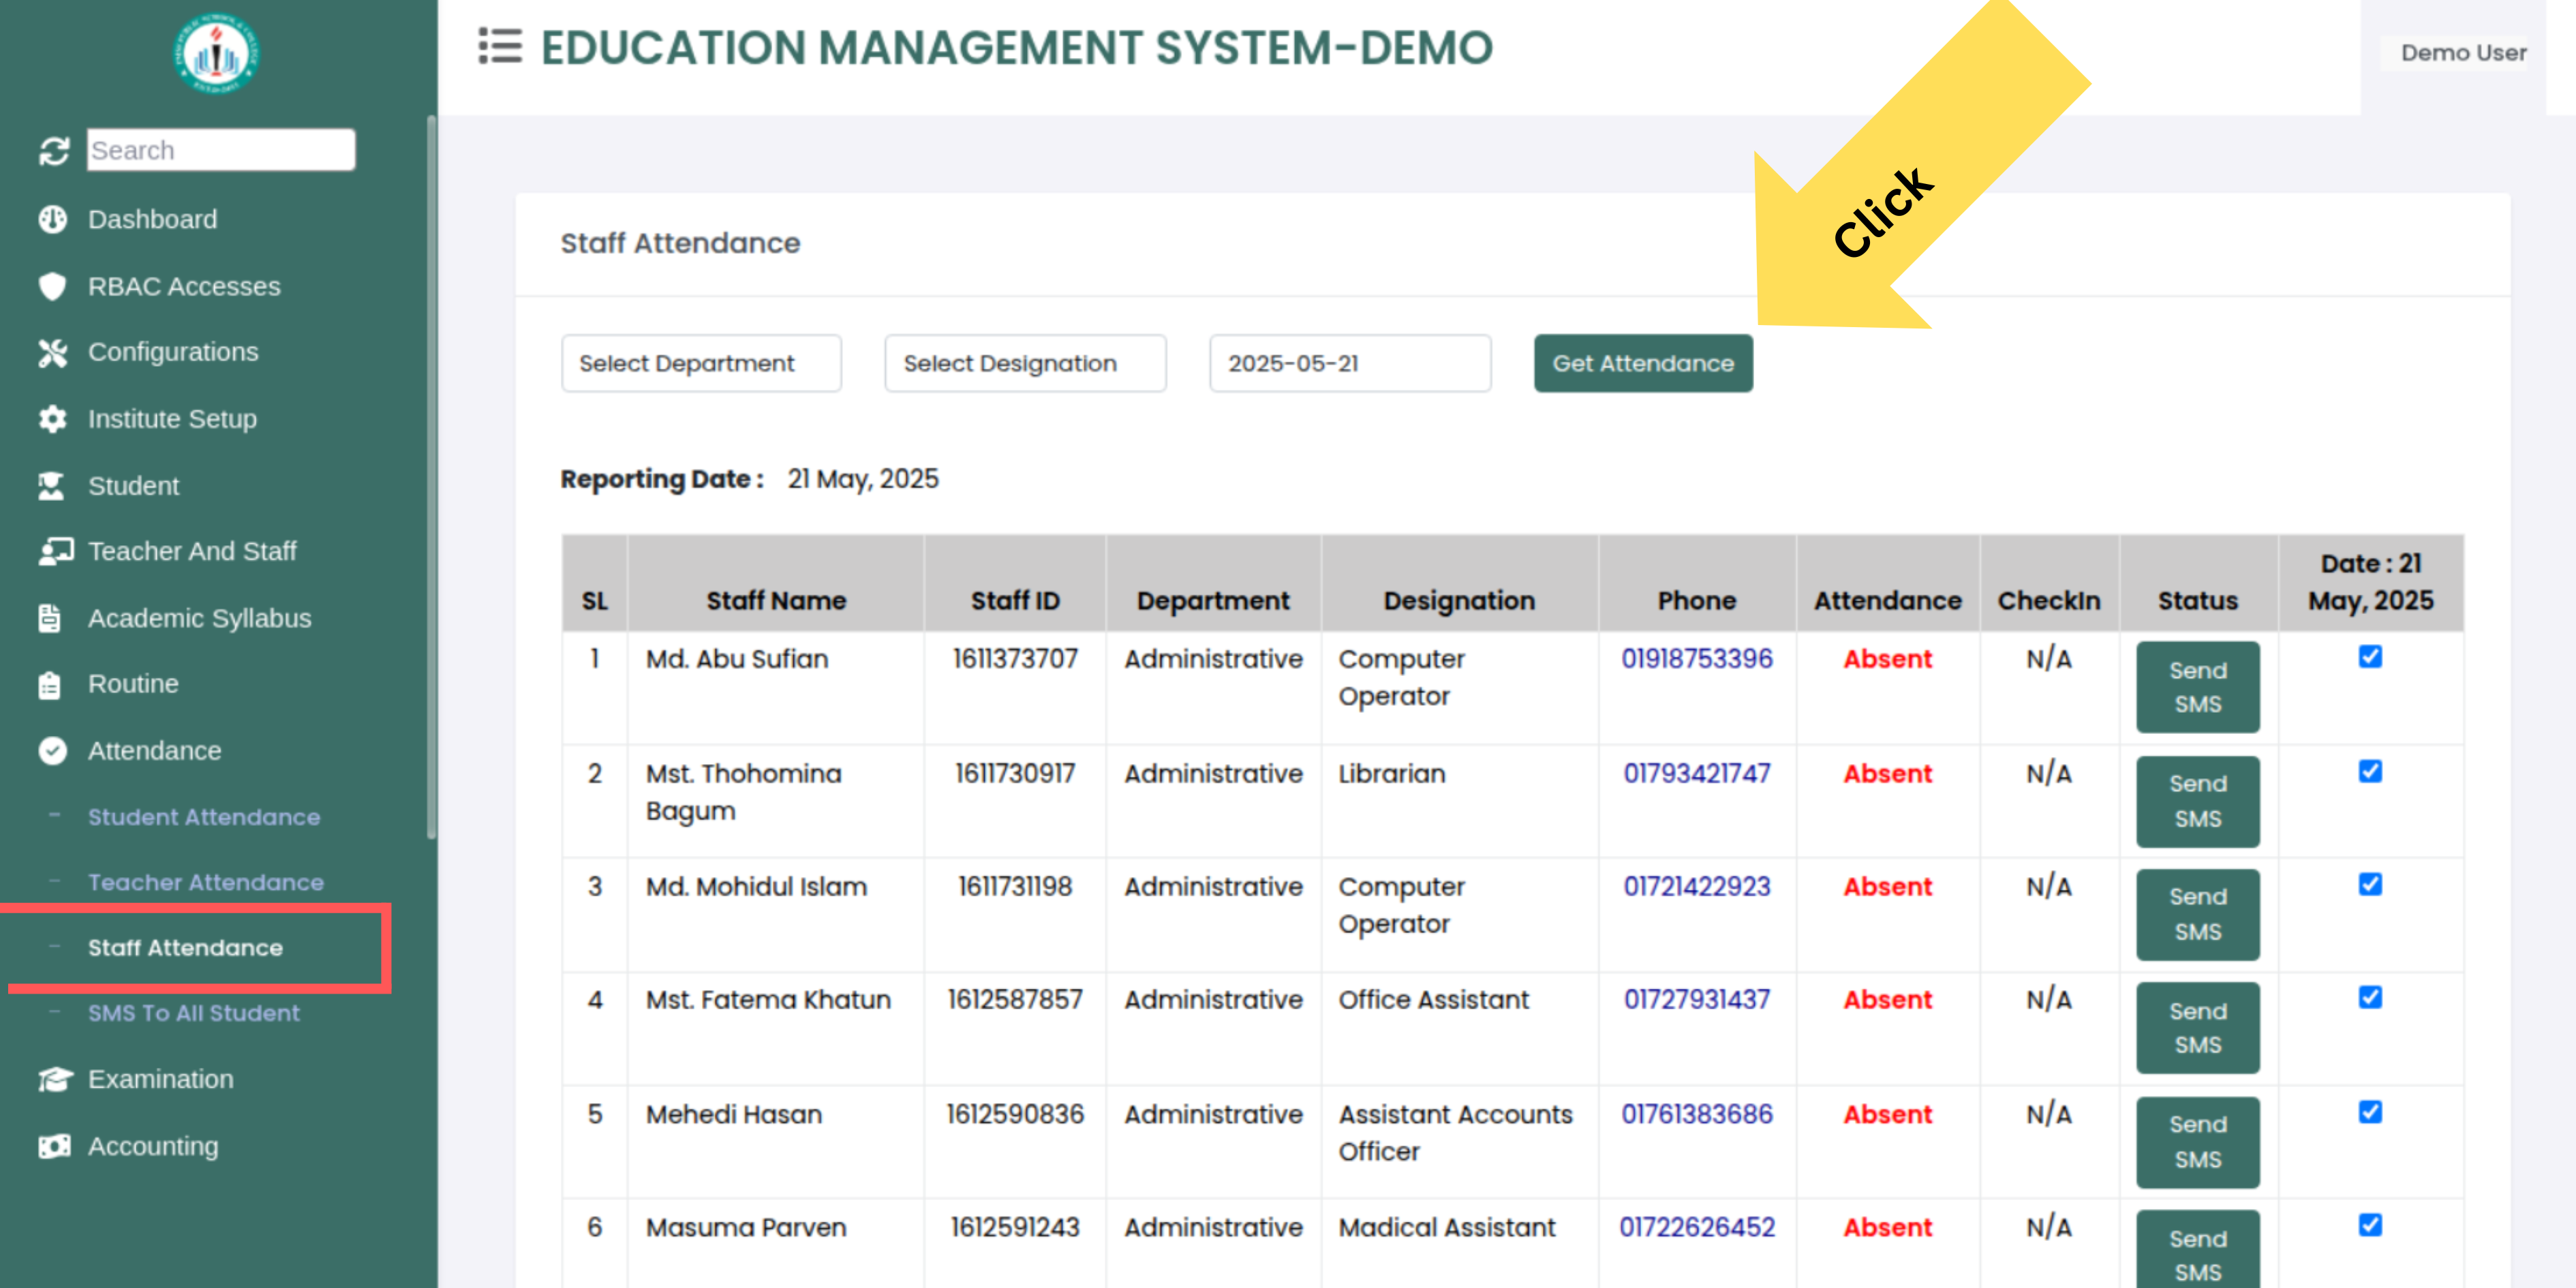 EDUCATION MANAGEMENT SYSTEM-DEMO
Demo User
Search
Dashboard
RBAC Accesses
Configurations
Institute Setup
Student
Teacher And Staff
Academic Syllabus
Routine
Attendance
- Student Attendance
- Teacher Attendance
- Staff Attendance
- SMS To All Student
Examination
Accounting
Click
Staff Attendance
Select Department Select Designation 2025-05-21 Get Attendance
Reporting Date : 21 May, 2025
SL Staff Name Staff ID Department Designation Phone Attendance CheckIn Status Date : 21 May, 2025
1 Md. Abu Sufian 1611373707 Administrative Computer Operator 01918753396 Absent N/A Send SMS
2 Mst. Thohomina Bagum 1611730917 Administrative Librarian 01793421747 Absent N/A Send SMS
3 Md. Mohidul Islam 1611731198 Administrative Computer Operator 01721422923 Absent N/A Send SMS
4 Mst. Fatema Khatun 1612587857 Administrative Office Assistant 01727931437 Absent N/A Send SMS
5 Mehedi Hasan 1612590836 Administrative Assistant Accounts Officer 01761383686 Absent N/A Send SMS
6 Masuma Parven 1612591243 Administrative Madical Assistant 01722626452 Absent N/A Send SMS